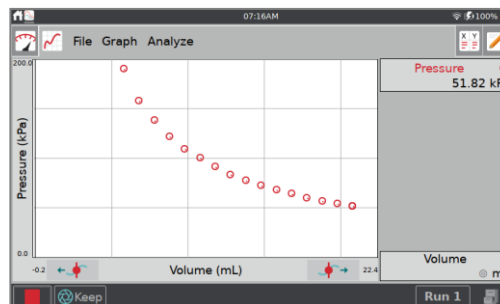 07:16AM
100%
File Graph Analyze
X Y
200.0
Pressure
51.82 kP
Pressure (kPa)
0.0
-0.2
Volume (mL)
22.4
Volume
m
Keep
Run 1